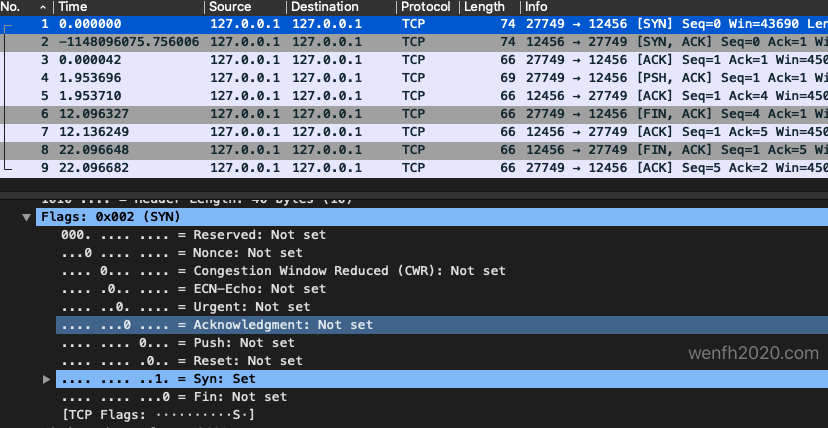 No. Time Source Destination Protocol Length Info
1 0.000000 127.0.0.1 127.0.0.1 TCP 74 27749 → 12456 [SYN] Seq=0 Win=43690 Len
2 -1148096075.756006 127.0.0.1 127.0.0.1 TCP 74 12456 → 27749 [SYN, ACK] Seq=0 Ack=1 Wi
3 0.000042 127.0.0.1 127.0.0.1 TCP 66 27749 → 12456 [ACK] Seq=1 Ack=1 Win=450
4 1.953696 127.0.0.1 127.0.0.1 TCP 69 27749 → 12456 [PSH, ACK] Seq=1 Ack=1 Wi
5 1.953710 127.0.0.1 127.0.0.1 TCP 66 12456 → 27749 [ACK] Seq=1 Ack=4 Win=450
6 12.096327 127.0.0.1 127.0.0.1 TCP 66 27749 → 12456 [FIN, ACK] Seq=4 Ack=1 Wi
7 12.136249 127.0.0.1 127.0.0.1 TCP 66 12456 → 27749 [ACK] Seq=1 Ack=5 Win=450
8 22.096648 127.0.0.1 127.0.0.1 TCP 66 12456 → 27749 [FIN, ACK] Seq=1 Ack=5 Wi
9 22.096682 127.0.0.1 127.0.0.1 TCP 66 27749 → 12456 [ACK] Seq=5 Ack=2 Win=450
1010 .... = Header Length: 40 bytes (10)
Flags: 0x002 (SYN)
000. .... .... = Reserved: Not set
...0 .... .... = Nonce: Not set
.... 0... .... = Congestion Window Reduced (CWR): Not set
.... .0.. .... = ECN-Echo: Not set
.... ..0. .... = Urgent: Not set
.... ...0 .... = Acknowledgment: Not set
.... .... 0... = Push: Not set
.... .... .0.. = Reset: Not set
.... .... ..1. = Syn: Set
.... .... ...0 = Fin: Not set
[TCP Flags: ··········S·]
wenfh2020.com